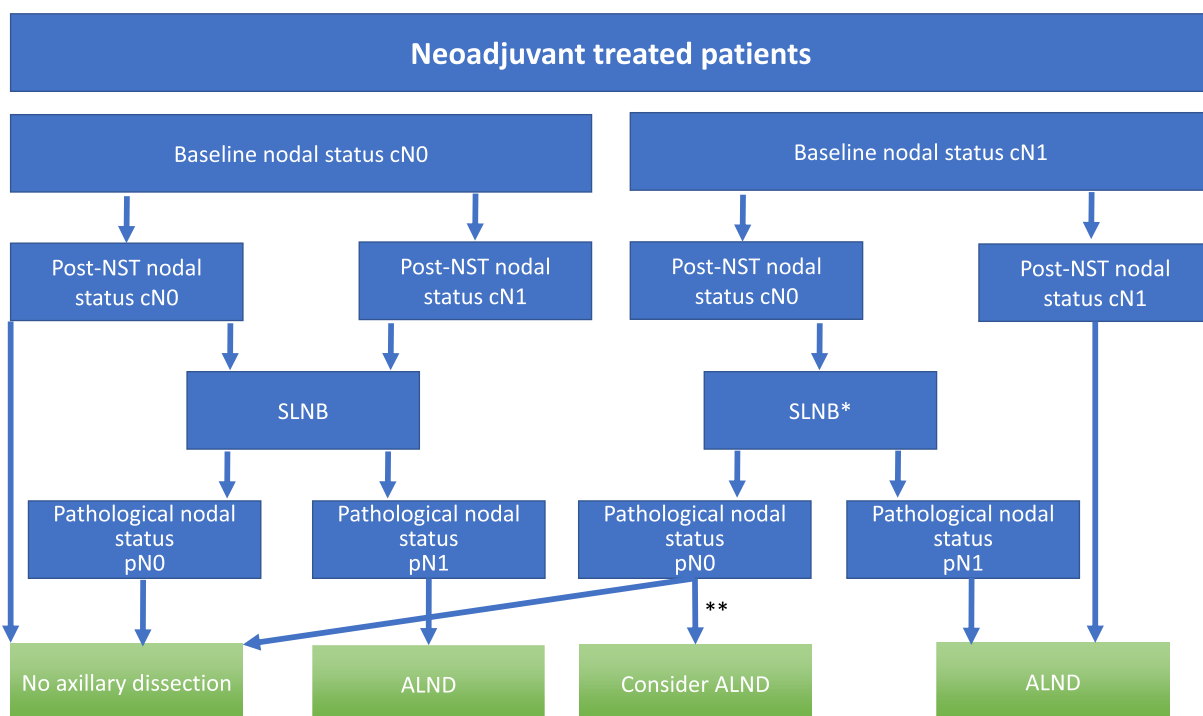 Neoadjuvant treated patients
Baseline nodal status cN0
Baseline nodal status cN1
Post-NST nodal
status cN0
Post-NST nodal
status cN1
Post-NST nodal
status cN0
Post-NST nodal
status cN1
SLNB
SLNB*
Pathological nodal
status
pN0
Pathological nodal
status
pN1
Pathological nodal
status
pN0
Pathological nodal
status
pN1
**
No axillary dissection
ALND
Consider ALND
ALND